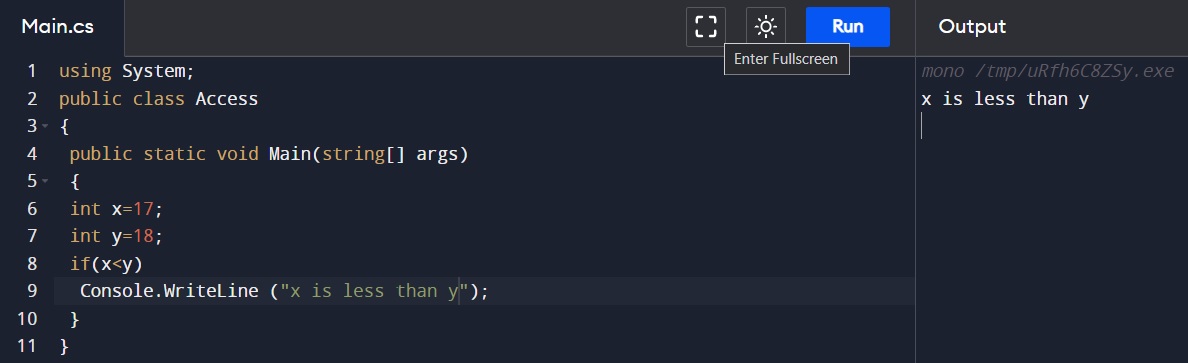 Main.cs
Run
Output
Enter Fullscreen
1 using System;
2 public class Access
3 {
4 public static void Main(string[] args)
5 {
6 int x=17;
7 int y=18;
8 if(x<y)
9 Console.WriteLine ("x is less than y");
10 }
11 }
mono /tmp/uRfh6C8ZSy.exe
x is less than y